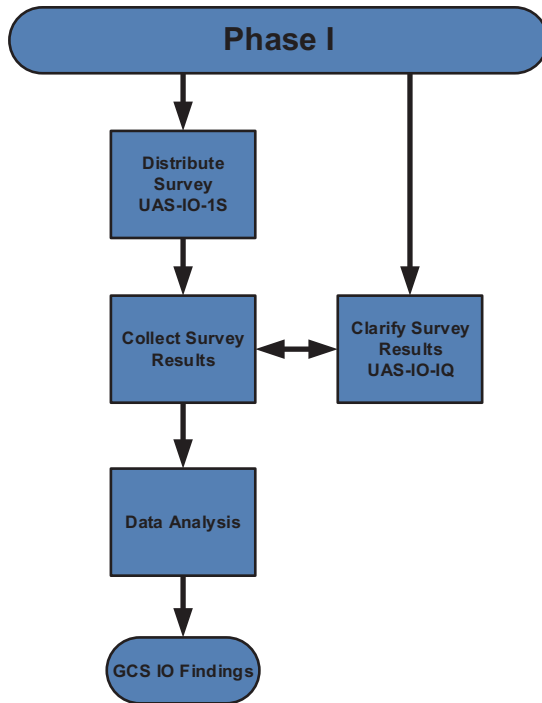 Phase I
Distribute
Survey
UAS-IO-1S
Collect Survey
Results
Clarify Survey
Results
UAS-IO-IQ
Data Analysis
GCS IO Findings